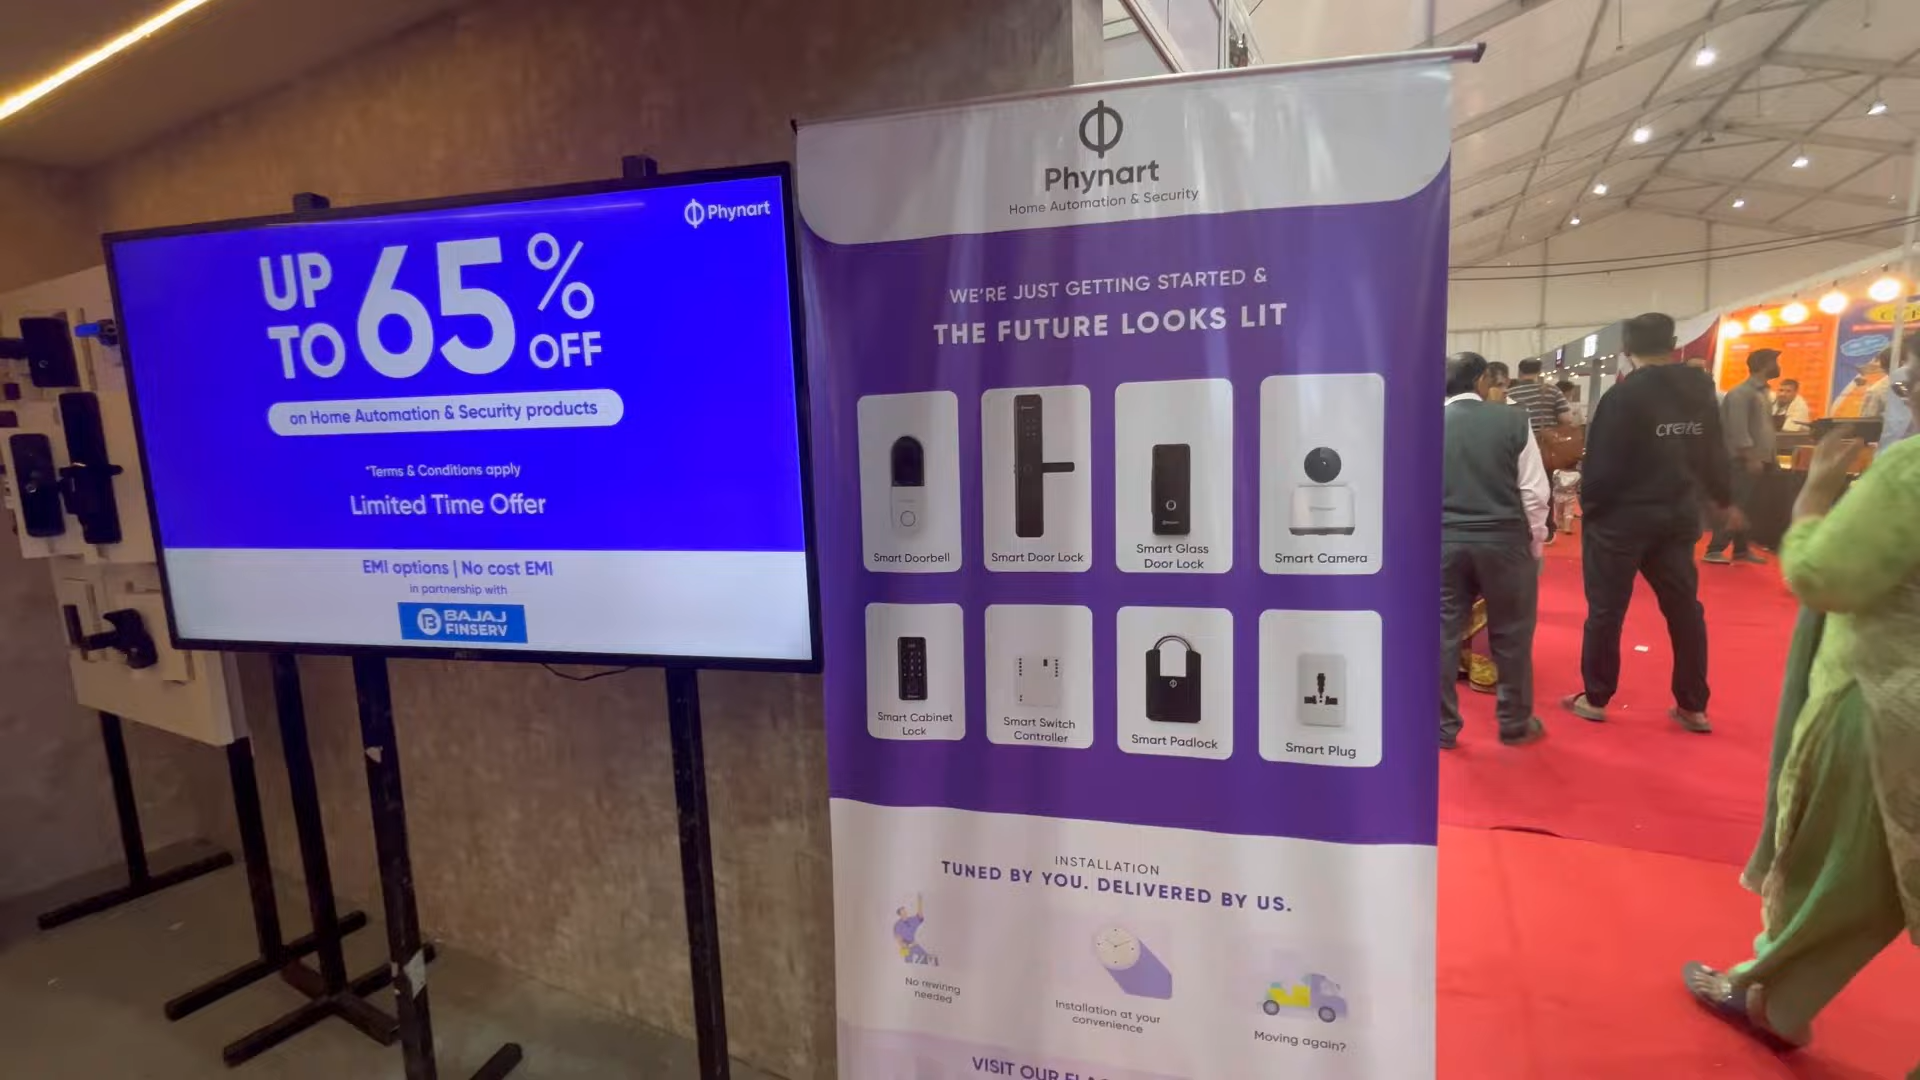 Phynart
UP
TO
65
%
OFF
on Home Automation & Security products
*Terms & Conditions apply
Limited Time Offer
EMI options | No cost EMI
in partnership with
BAJAJ
FINSERV
Phynart
Home Automation & Security
WE'RE JUST GETTING STARTED &
THE FUTURE LOOKS LIT
Smart Doorbell
Smart Door Lock
Smart Glass
Door Lock
Smart Camera
Smart Cabinet
Lock
Smart Switch
Controller
Smart Padlock
Smart Plug
INSTALLATION
TUNED BY YOU. DELIVERED BY US.
No rewiring
needed
Installation at your
convenience
Moving again?
VISIT OUR